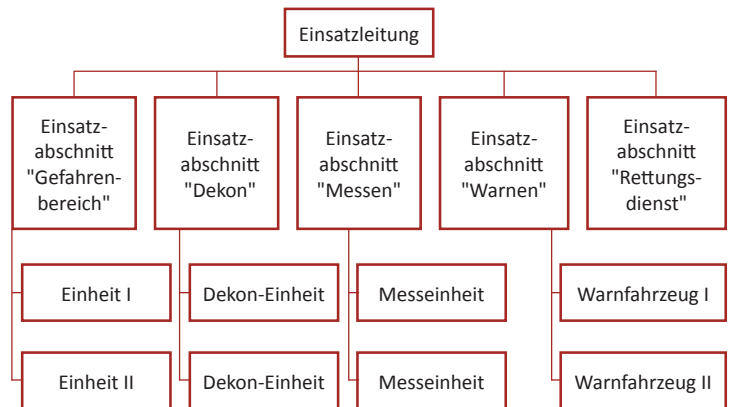 Einsatzleitung
Einsatz-
abschnitt
"Gefahren-
bereich"
Einsatz-
abschnitt
"Dekon"
Einsatz-
abschnitt
"Messen"
Einsatz-
abschnitt
"Warnen"
Einsatz-
abschnitt
"Rettungs-
dienst"
Einheit I
Dekon-Einheit
Messeinheit
Warnfahrzeug I
Einheit II
Dekon-Einheit
Messeinheit
Warnfahrzeug II